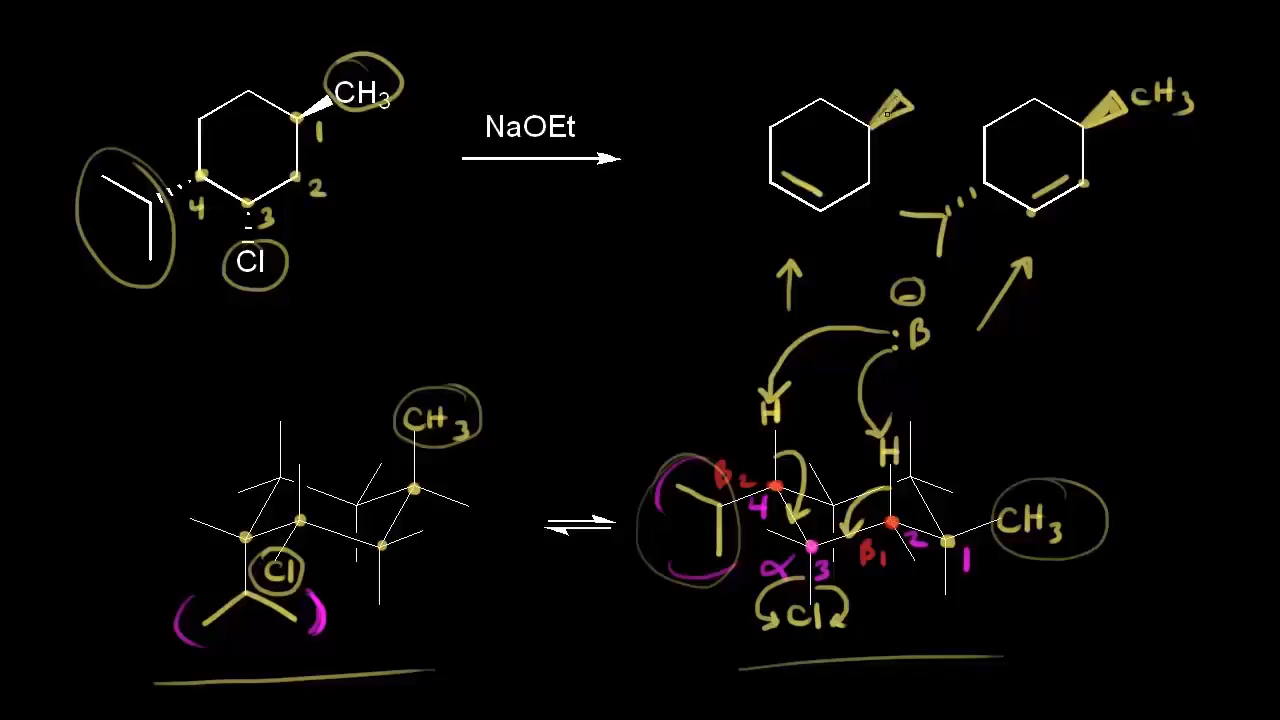 CH₃
NaOEt
CH₃
1
2
3
4
Cl
⊖
:B
H
H
CH₃
β₂
4
CH₃
Cl
α
3
β₁
2
1
Cl